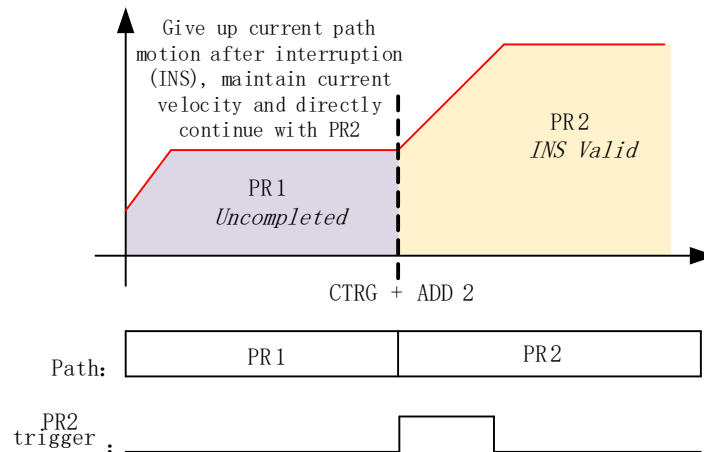 Give up current path
motion after interruption
(INS), maintain current
velocity and directly
continue with PR2
PR1
Uncompleted
PR2
INS Valid
CTRG + ADD 2
Path:
PR1
PR2
PR2
trigger :